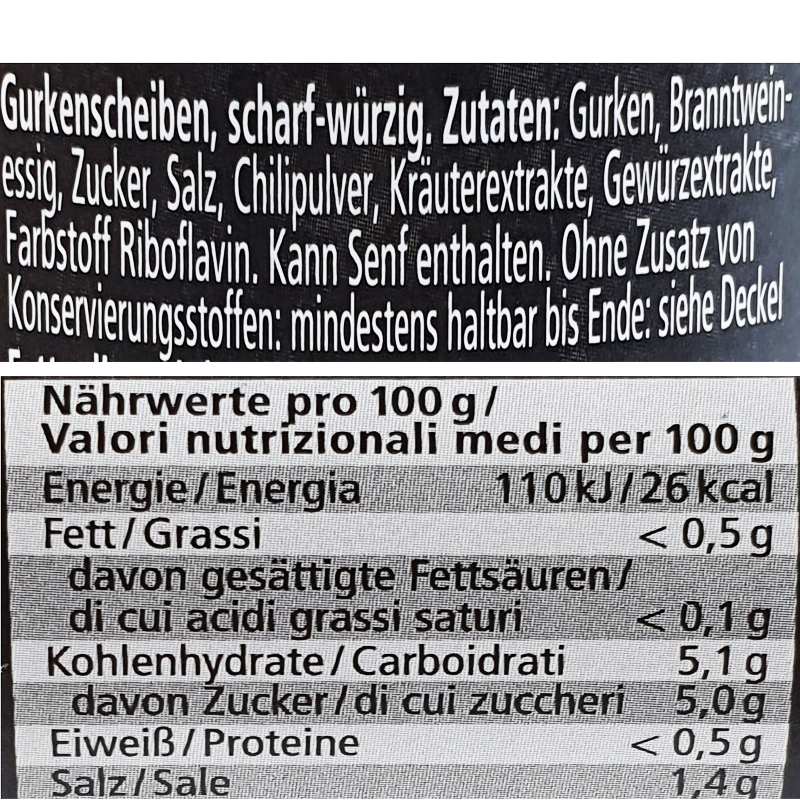 Gurkenscheiben, scharf-würzig. Zutaten: Gurken, Branntwein-
essig, Zucker, Salz, Chilipulver, Kräuterextrakte, Gewürzextrakte,
Farbstoff Riboflavin. Kann Senf enthalten. Ohne Zusatz von
Konservierungsstoffen: mindestens haltbar bis Ende: siehe Deckel
Nährwerte pro 100 g/
Valori nutrizionali medi per 100 g
Energie/Energia 110 kJ/26 kcal
Fett/Grassi < 0,5 g
davon gesättigte Fettsäuren/
di cui acidi grassi saturi < 0,1 g
Kohlenhydrate/Carboidrati 5,1 g
davon Zucker/di cui zuccheri 5,0 g
Eiweiß/Proteine < 0,5 g
Salz/Sale 1,4 g